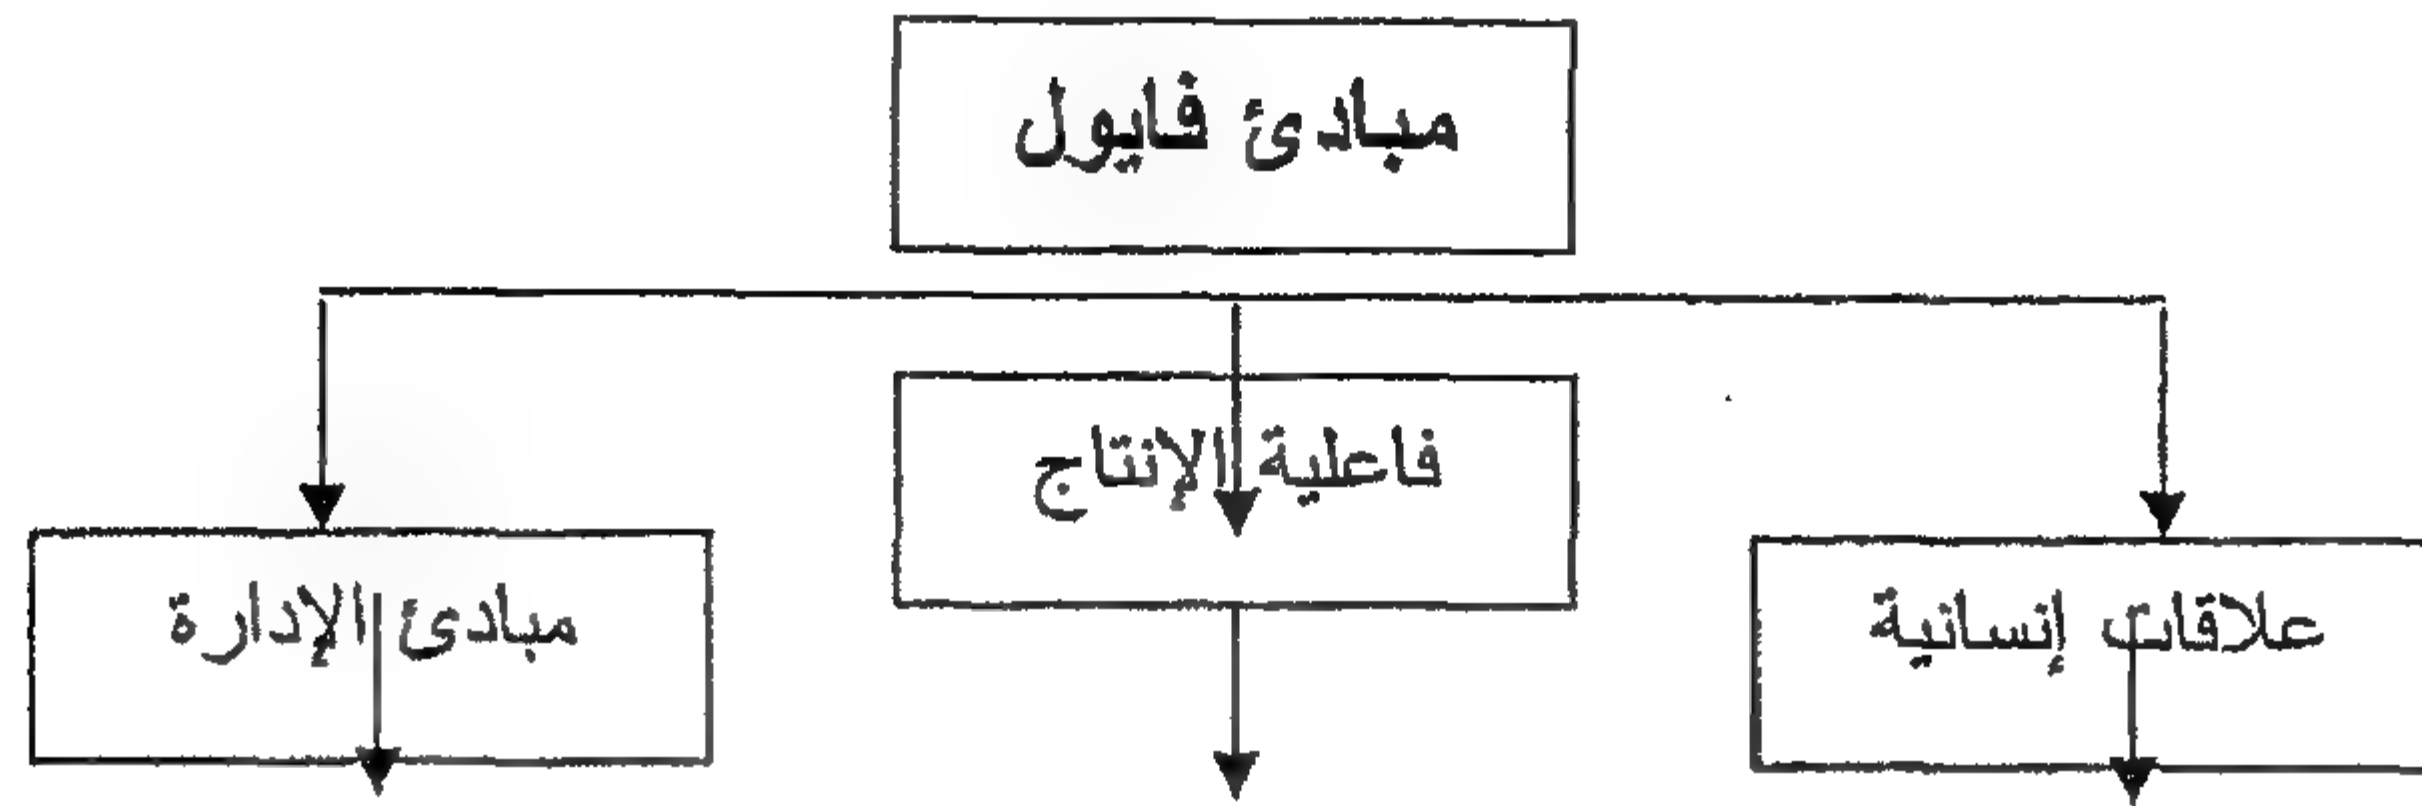 مبادئ فايول
فاعلية الإنتاج
علاقات إنسانية
مبادئ الإدارة